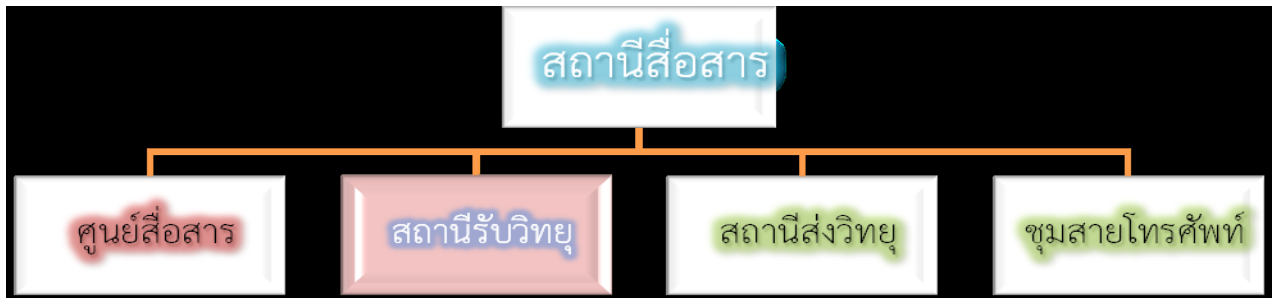 สถานีสื่อสาร
ศูนย์สื่อสาร
สถานีรับวิทยุ
สถานีส่งวิทยุ
ชุมสายโทรศัพท์